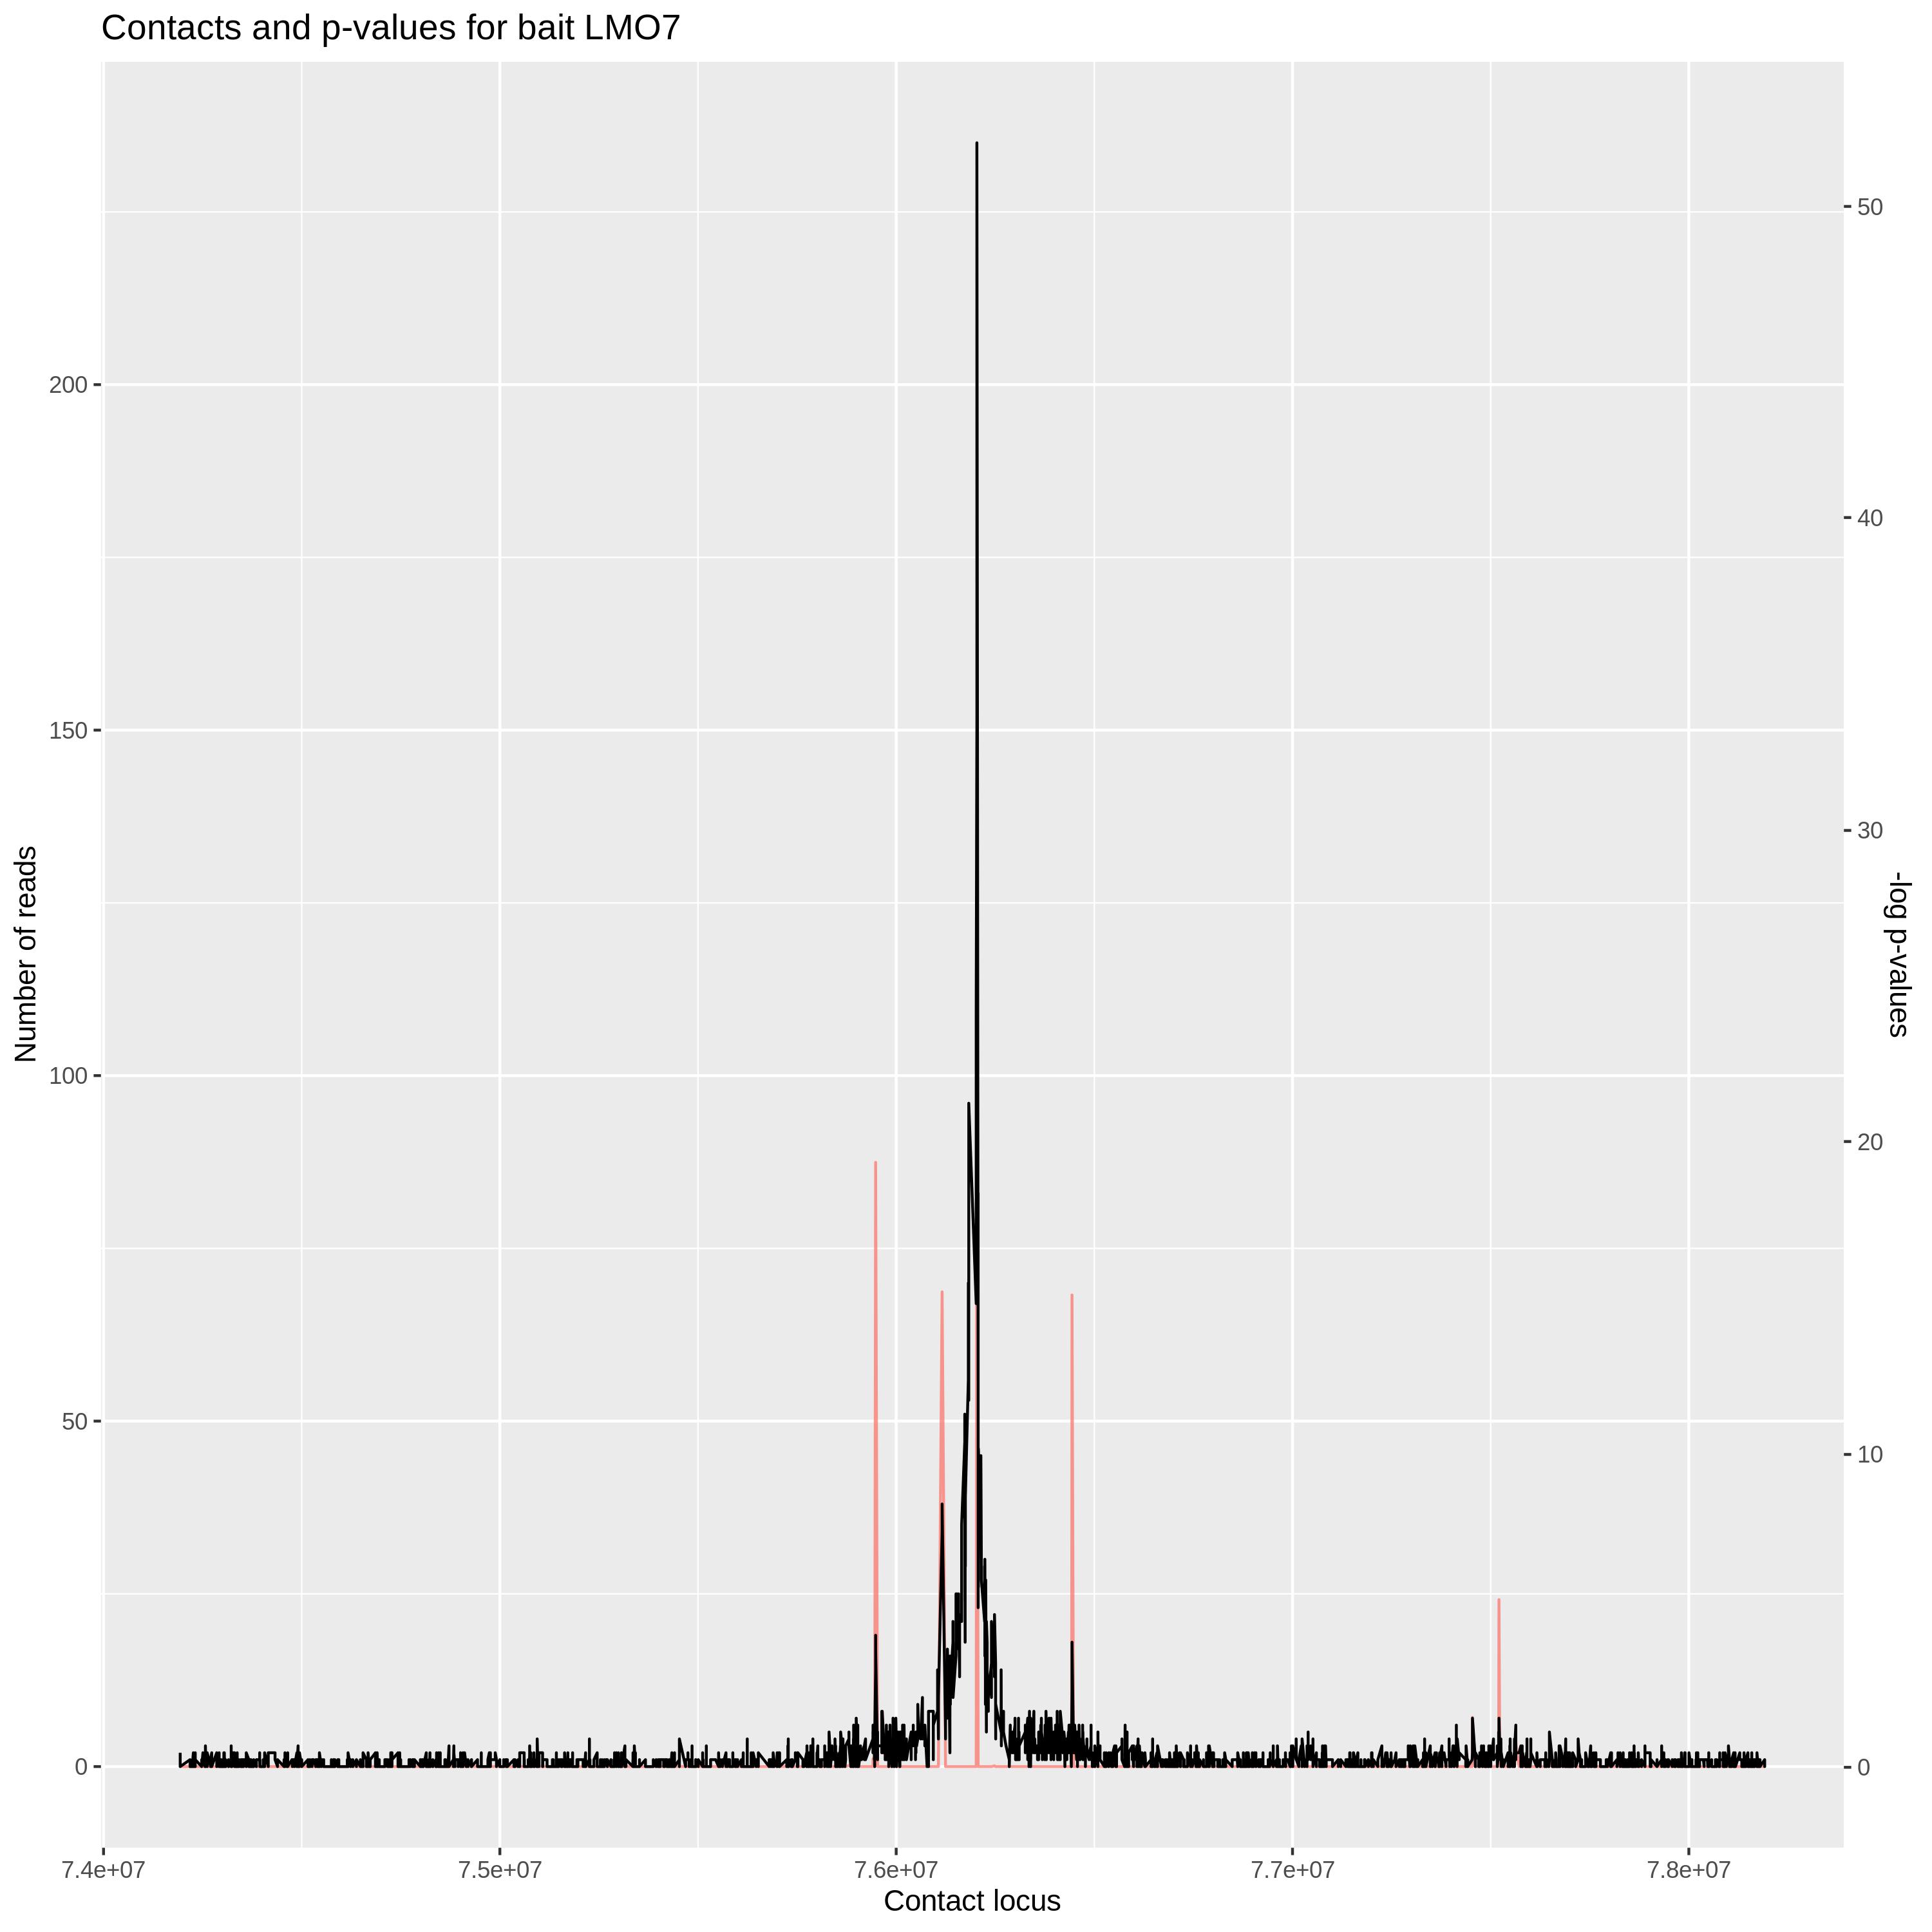 Contacts and p-values for bait LMO7
Number of reads
200
150
100
50
0
50
40
30
20
10
0
-log p-values
7.4e+07 7.5e+07 7.6e+07 7.7e+07 7.8e+07
Contact locus